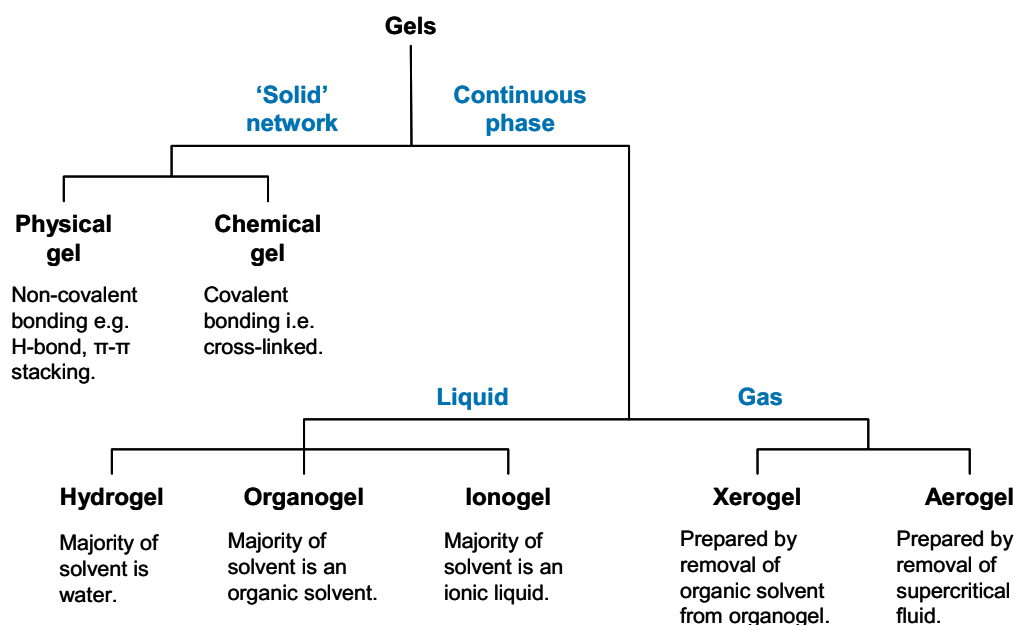 Gels
‘Solid’
network
Continuous
phase
Physical
gel
Non-covalent
bonding e.g.
H-bond, π-π
stacking.
Chemical
gel
Covalent
bonding i.e.
cross-linked.
Liquid
Gas
Hydrogel
Majority of
solvent is
water.
Organogel
Majority of
solvent is an
organic solvent.
Ionogel
Majority of
solvent is an
ionic liquid.
Xerogel
Prepared by
removal of
organic solvent
from organogel.
Aerogel
Prepared by
removal of
supercritical
fluid.